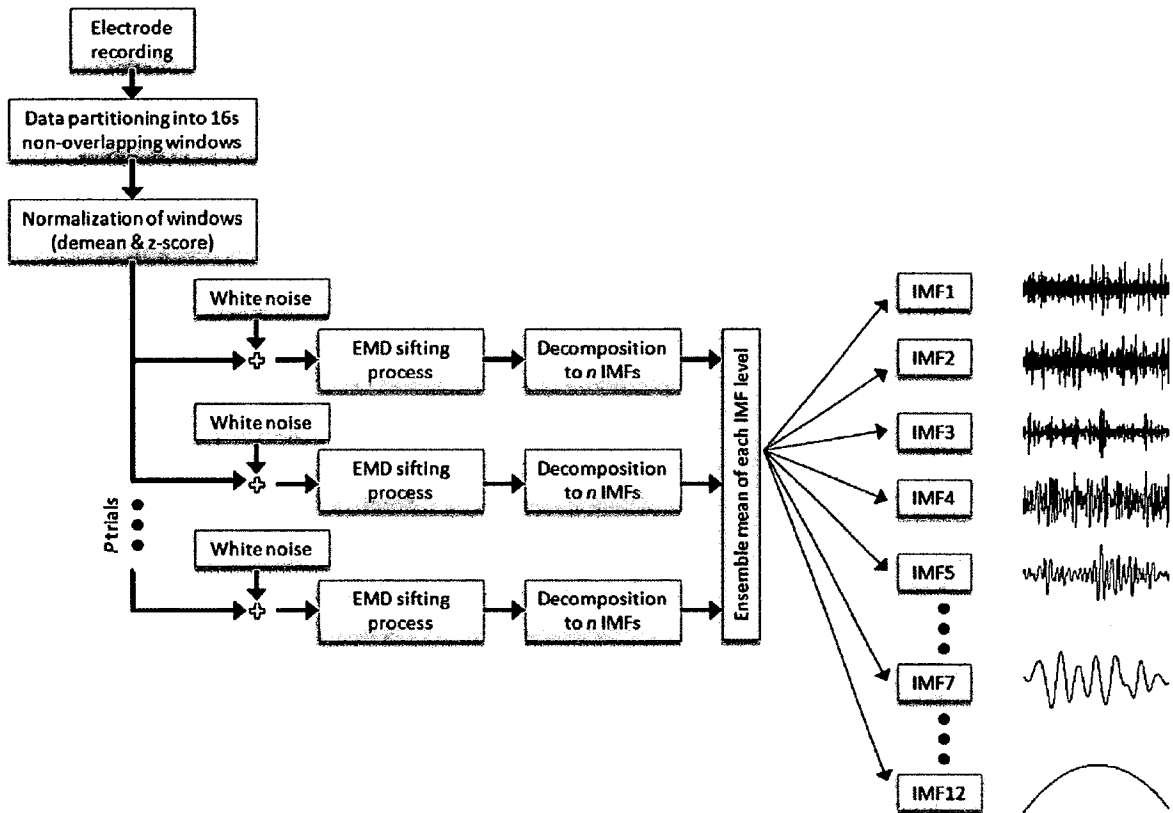 Electrode
recording
Data partitioning into 16s
non-overlapping windows
Normalization of windows
(demean & z-score)
White noise
EMD sifting
process
Decomposition
to n IMFs
White noise
EMD sifting
process
Decomposition
to n IMFs
P trials
White noise
EMD sifting
process
Decomposition
to n IMFs
Ensemble mean of each IMF level
IMF1
IMF2
IMF3
IMF4
IMF5
IMF7
IMF12